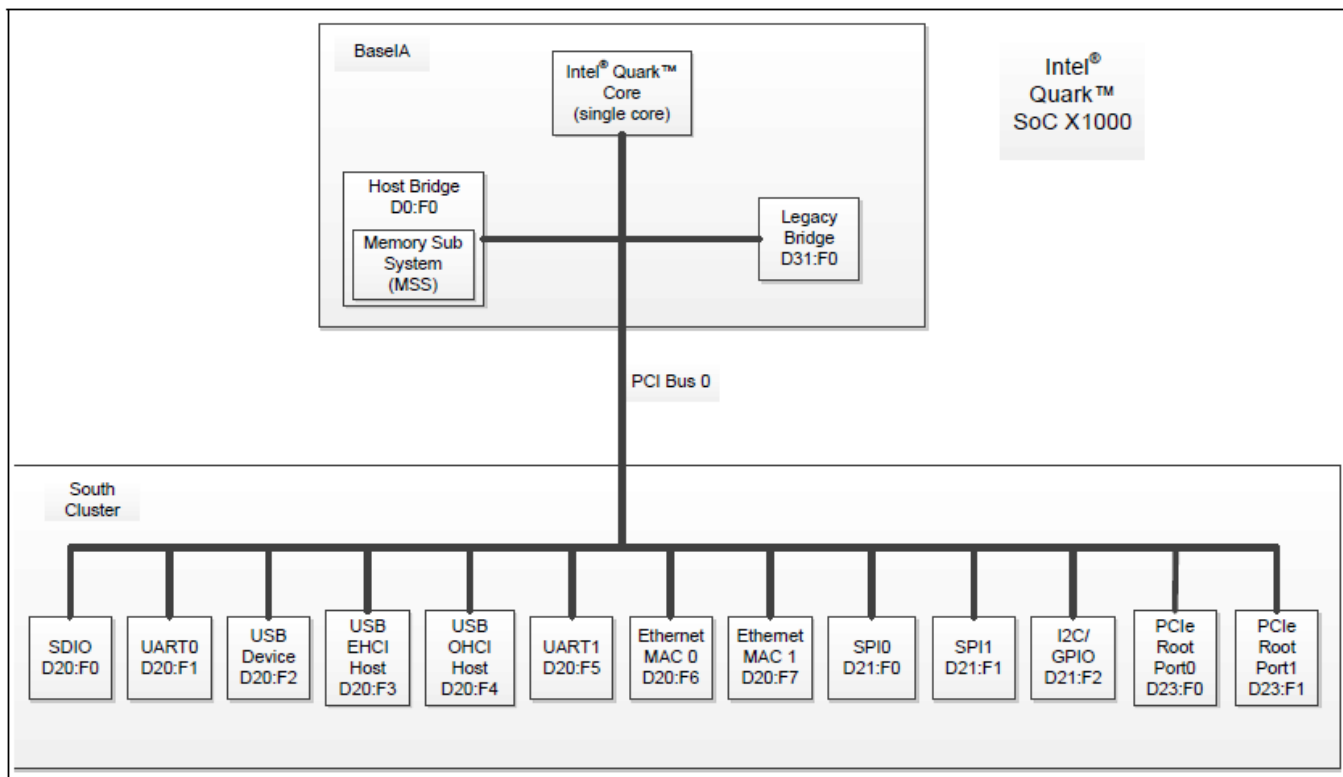 BaseIA
Intel® Quark™
Core
(single core)
Intel®
Quark™
SoC X1000
Host Bridge
D0:F0
Memory Sub
System
(MSS)
Legacy
Bridge
D31:F0
PCI Bus 0
South
Cluster
SDIO
D20:F0
UART0
D20:F1
USB
Device
D20:F2
USB
EHCI
Host
D20:F3
USB
OHCI
Host
D20:F4
UART1
D20:F5
Ethernet
MAC 0
D20:F6
Ethernet
MAC 1
D20:F7
SPI0
D21:F0
SPI1
D21:F1
I2C/
GPIO
D21:F2
PCIe
Root
Port0
D23:F0
PCIe
Root
Port1
D23:F1